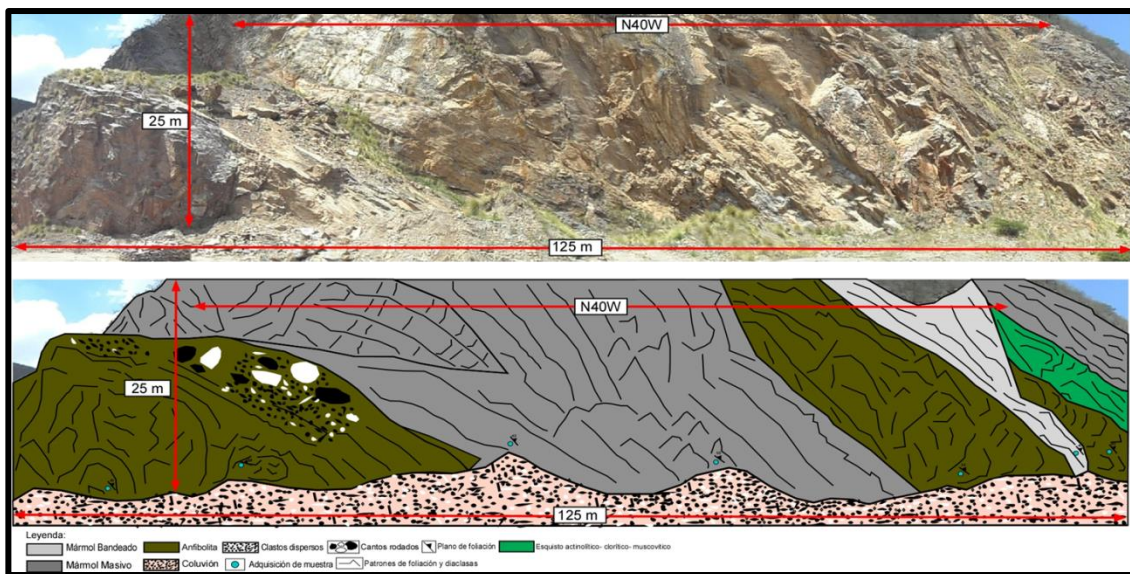 N40W
25 m
125 m
N40W
25 m
125 m
Leyenda:
Mármol Bandeado
Anfibolita
Clastos dispersos
Cantos rodados
Plano de foliación
Esquisto actinolítico- clorítico- muscovítico
Mármol Masivo
Coluvión
Adquisición de muestra
Patrones de foliación y diaclasas